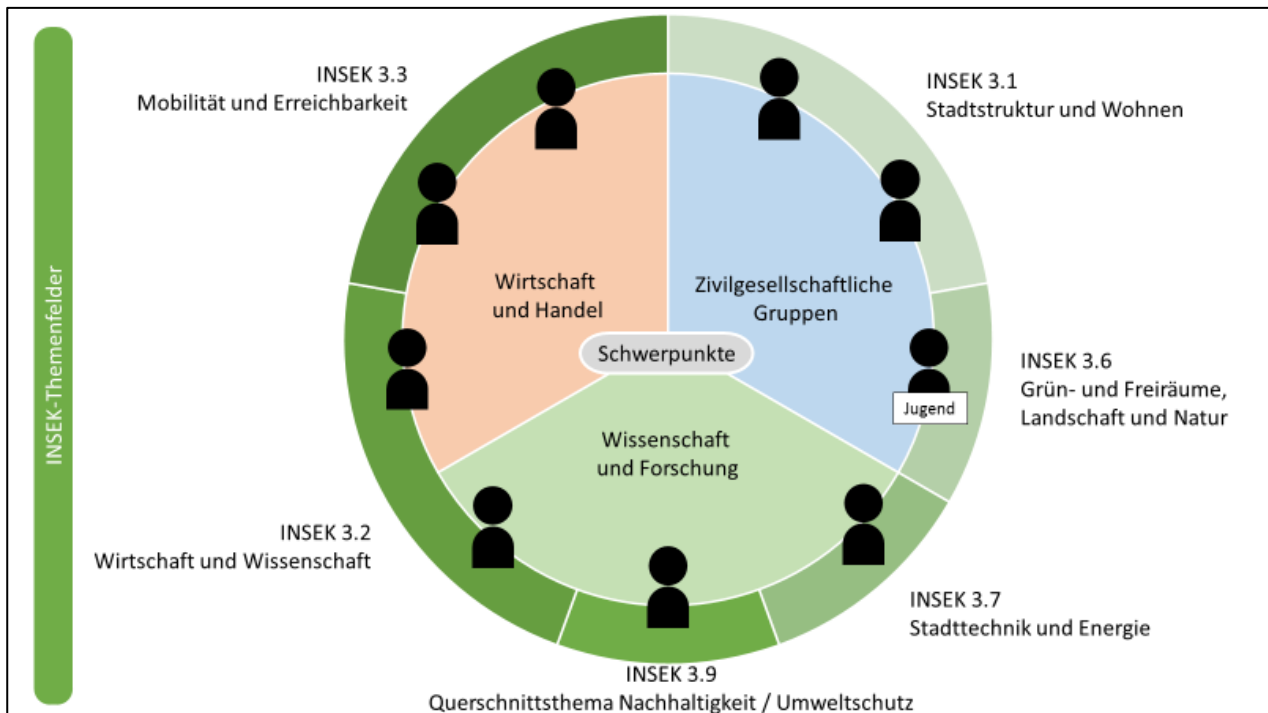 INSEK-Themenfelder
INSEK 3.3
Mobilität und Erreichbarkeit
INSEK 3.1
Stadtstruktur und Wohnen
Wirtschaft
und Handel
Zivilgesellschaftliche
Gruppen
Schwerpunkte
INSEK 3.6
Grün- und Freiräume,
Landschaft und Natur
Jugend
Wissenschaft
und Forschung
INSEK 3.2
Wirtschaft und Wissenschaft
INSEK 3.7
Stadttechnik und Energie
INSEK 3.9
Querschnittsthema Nachhaltigkeit / Umweltschutz